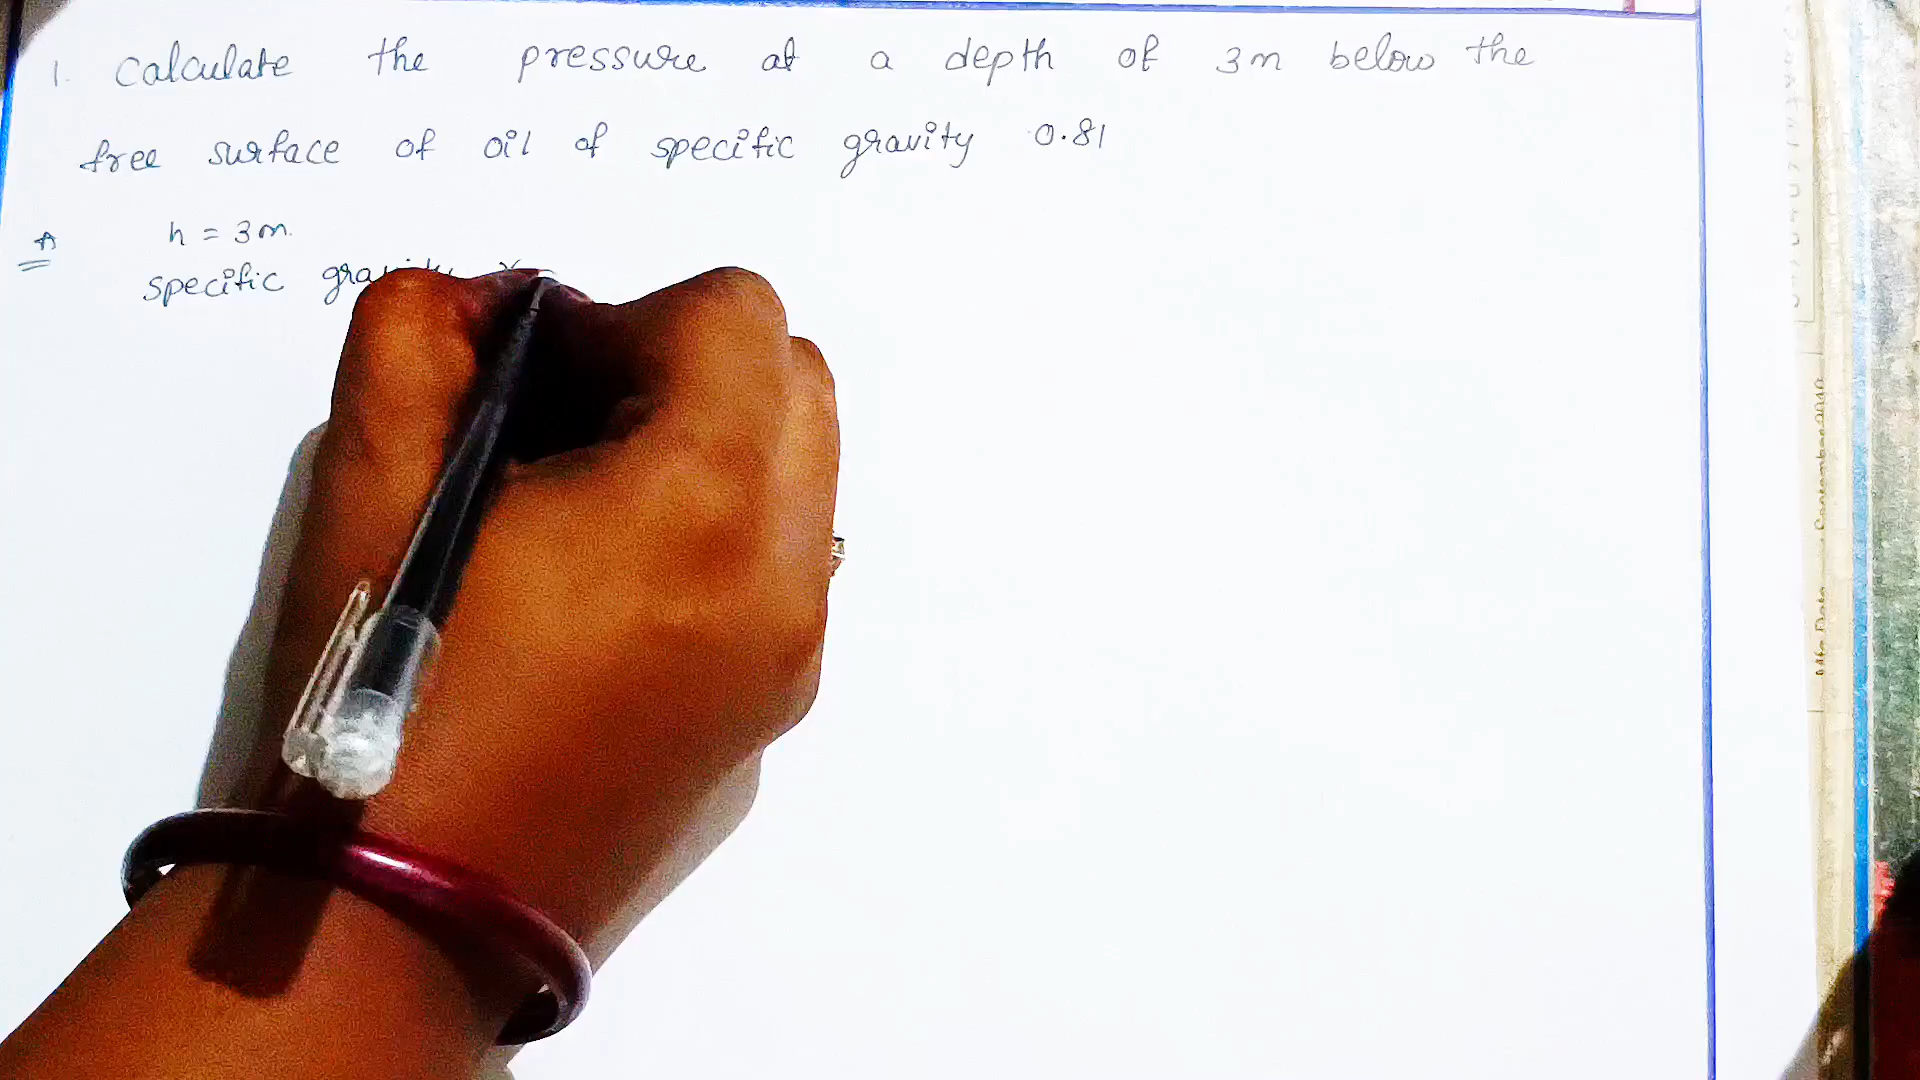 1. Calculate the pressure at a depth of 3m below the
free surface of oil of specific gravity 0.81
A h = 3m.
specific